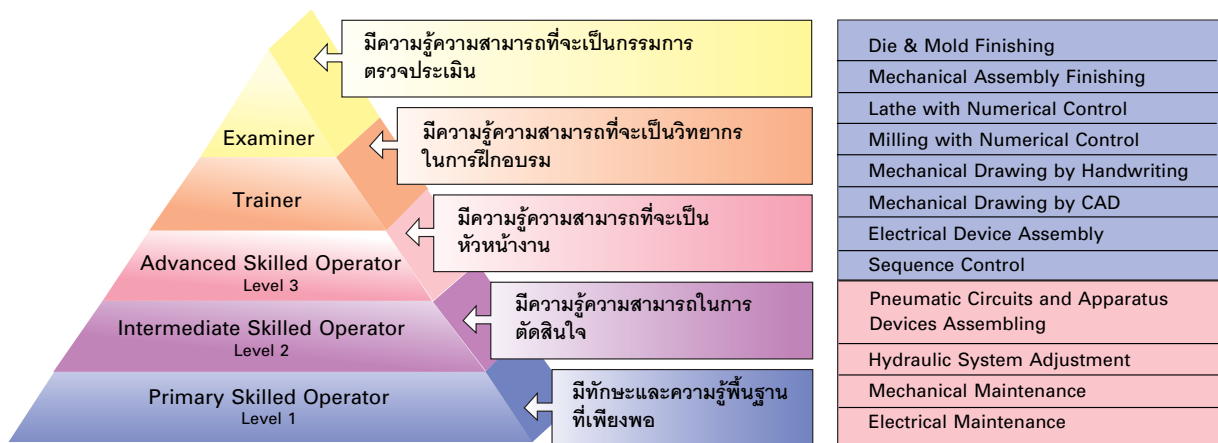 Examiner
Trainer
Advanced Skilled Operator
Level 3
Intermediate Skilled Operator
Level 2
Primary Skilled Operator
Level 1
มีความรู้ความสามารถที่จะเป็นกรรมการ
ตรวจประเมิน
มีความรู้ความสามารถที่จะเป็นวิทยากร
ในการฝึกอบรม
มีความรู้ความสามารถที่จะเป็น
หัวหน้างาน
มีความรู้ความสามารถในการ
ตัดสินใจ
มีทักษะและความรู้พื้นฐาน
ที่เพียงพอ
Die & Mold Finishing
Mechanical Assembly Finishing
Lathe with Numerical Control
Milling with Numerical Control
Mechanical Drawing by Handwriting
Mechanical Drawing by CAD
Electrical Device Assembly
Sequence Control
Pneumatic Circuits and Apparatus
Devices Assembling
Hydraulic System Adjustment
Mechanical Maintenance
Electrical Maintenance